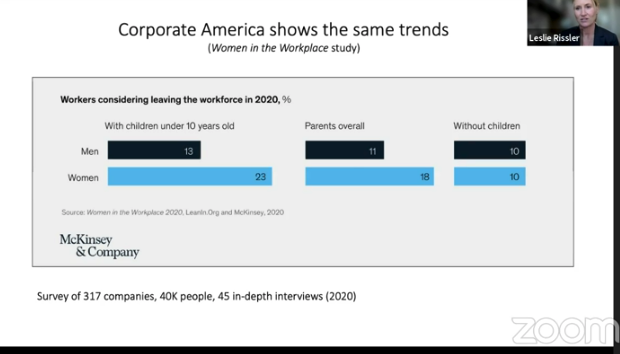 Corporate America shows the same trends
(Women in the Workplace study)
Leslie Rissler
Workers considering leaving the workforce in 2020, %
With children under 10 years old
Parents overall
Without children
Men
13
11
10
Women
23
18
10
Source: Women in the Workplace 2020, LeanIn.Org and McKinsey, 2020
McKinsey
& Company
Survey of 317 companies, 40K people, 45 in-depth interviews (2020)
zoom